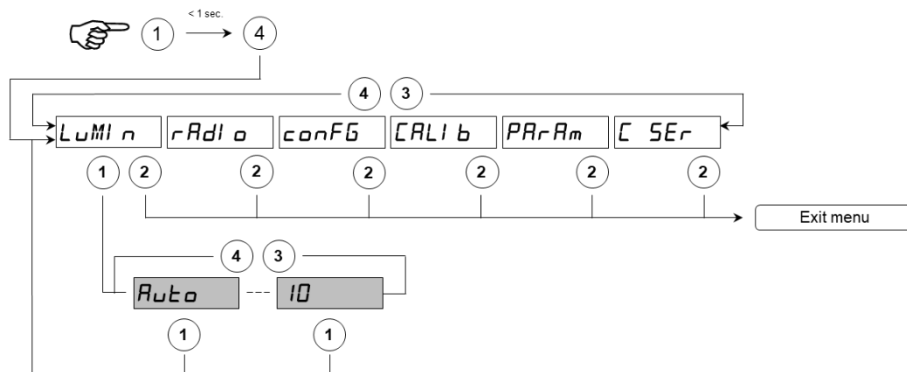 < 1 sec.
1 4
4 3
LuMI n rAdI o conFG CALI b PArAm C SEr
1 2 2 2 2 2 2
Exit menu
4 3
Auto --- 10
1 1